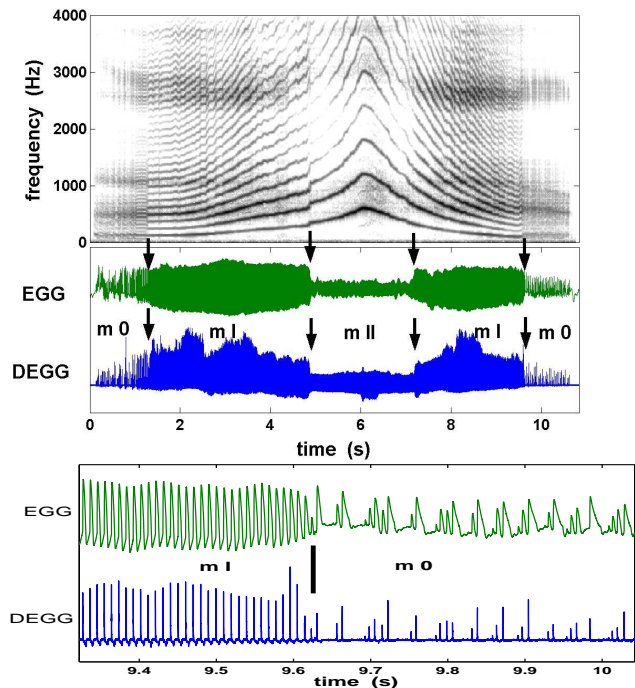 4000
3000
2000
1000
0
frequency (Hz)
EGG
m 0
m I
m II
m I
m 0
DEGG
0
2
4
6
8
10
time (s)
EGG
m I
m 0
DEGG
9.4
9.5
9.6
9.7
9.8
9.9
10
time (s)